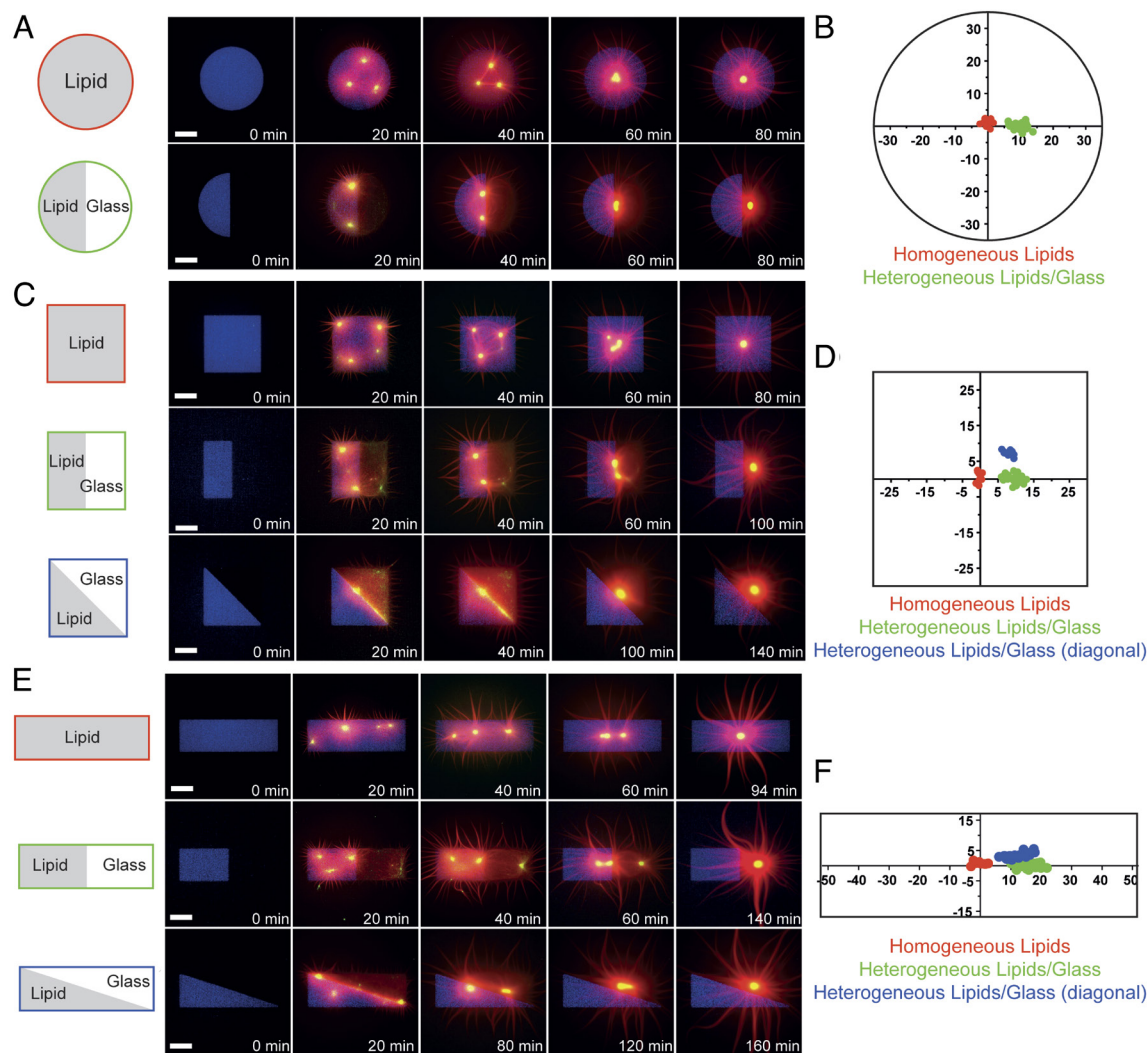 A
Lipid
0 min
20 min
40 min
60 min
80 min
Lipid
Glass
0 min
20 min
40 min
60 min
80 min
B
30
20
10
-30
-20
-10
10
20
30
-10
-20
-30
Homogeneous Lipids
Heterogeneous Lipids/Glass
C
Lipid
0 min
20 min
40 min
60 min
80 min
Lipid
Glass
0 min
20 min
40 min
60 min
100 min
Glass
Lipid
0 min
20 min
40 min
100 min
140 min
D
25
15
5
-25
-15
-5
5
15
25
-5
-15
-25
Homogeneous Lipids
Heterogeneous Lipids/Glass
Heterogeneous Lipids/Glass (diagonal)
E
Lipid
0 min
20 min
40 min
60 min
94 min
Lipid
Glass
0 min
20 min
40 min
60 min
140 min
Glass
Lipid
0 min
20 min
80 min
120 min
160 min
F
15
5
-50
-40
-30
-20
-10
10
20
30
40
50
-5
-15
Homogeneous Lipids
Heterogeneous Lipids/Glass
Heterogeneous Lipids/Glass (diagonal)